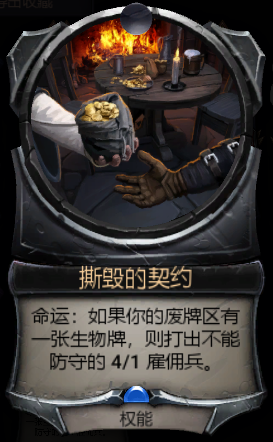 撕毁的契约
命运：如果你的废牌区有
一张生物牌，则打出不能
防守的 4/1 雇佣兵。
权能